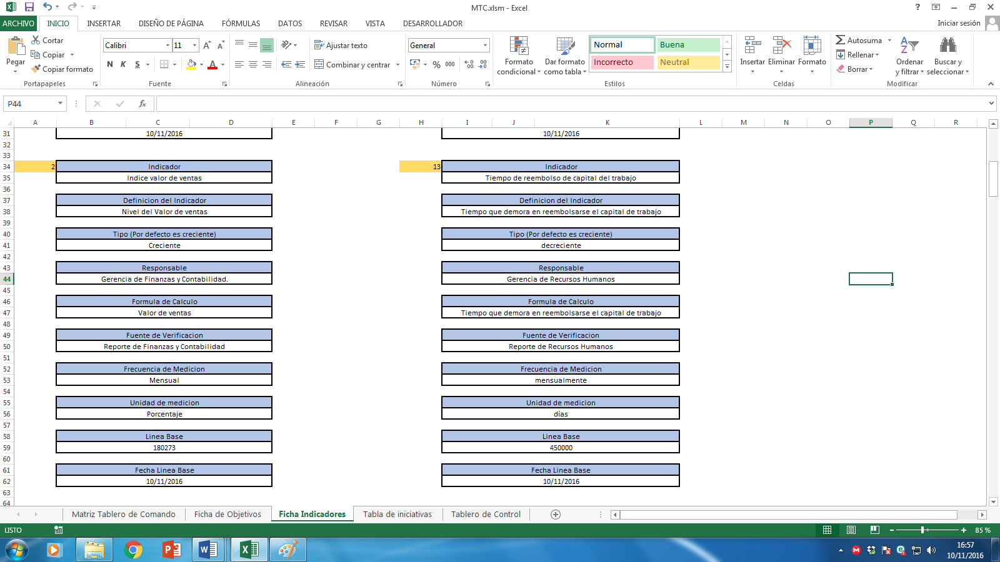 MTC.xlsm - Excel
ARCHIVO INICIO INSERTAR DISEÑO DE PÁGINA FÓRMULAS DATOS REVISAR VISTA DESARROLLADOR Iniciar sesión
Pegar
Cortar
Copiar
Copiar formato
Portapapeles
Calibri 11
N K S
Fuente
Ajustar texto
Combinar y centrar
Alineación
General
% 000
Número
Formato condicional
Dar formato como tabla
Normal Buena
Incorrecto Neutral
Estilos
Insertar Eliminar Formato
Celdas
Autosuma
Rellenar
Borrar
Ordenar y filtrar
Buscar y seleccionar
Modificar
P44
fx
A B C D E F G H I J K L M N O P Q R
31 10/11/2016 10/11/2016
32
33
34 2 Indicador 13 Indicador
35 Indice valor de ventas Tiempo de reembolso de capital del trabajo
36
37 Definicion del Indicador Definicion del Indicador
38 Nivel del Valor de ventas Tiempo que demora en reembolsarse el capital de trabajo
39
40 Tipo (Por defecto es creciente) Tipo (Por defecto es creciente)
41 Creciente decreciente
42
43 Responsable Responsable
44 Gerencia de Finanzas y Contabilidad. Gerencia de Recursos Humanos
45
46 Formula de Calculo Formula de Calculo
47 Valor de ventas Tiempo que demora en reembolsarse el capital de trabajo
48
49 Fuente de Verificacion Fuente de Verificacion
50 Reporte de Finanzas y Contabilidad Reporte de Recursos Humanos
51
52 Frecuencia de Medicion Frecuencia de Medicion
53 Mensual mensualmente
54
55 Unidad de medicion Unidad de medicion
56 Porcentaje días
57
58 Linea Base Linea Base
59 180273 450000
60
61 Fecha Linea Base Fecha Linea Base
62 10/11/2016 10/11/2016
63
64
Matriz Tablero de Comando Ficha de Objetivos Ficha Indicadores Tabla de iniciativas Tablero de Control
LISTO 85 %
16:57
10/11/2016